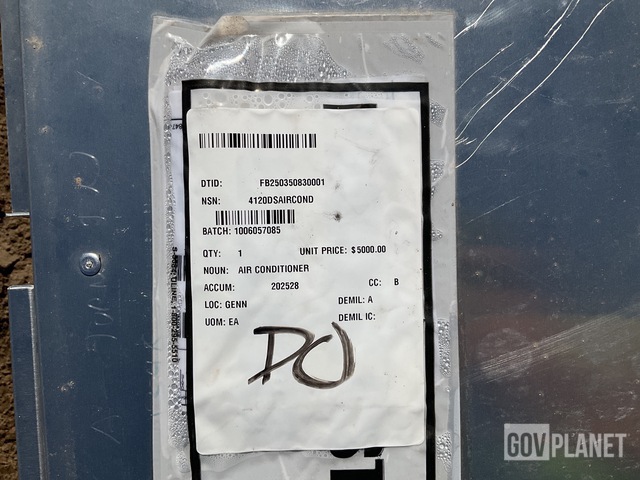 DTID: FB250350830001
NSN: 4120DSAIRCOND
BATCH: 1006057085
QTY: 1 UNIT PRICE: $5000.00
NOUN: AIR CONDITIONER
ACCUM: 202528 CC: B
LOC: GENN DEMIL: A
UOM: EA DEMIL IC:
DO
GOVPLANET